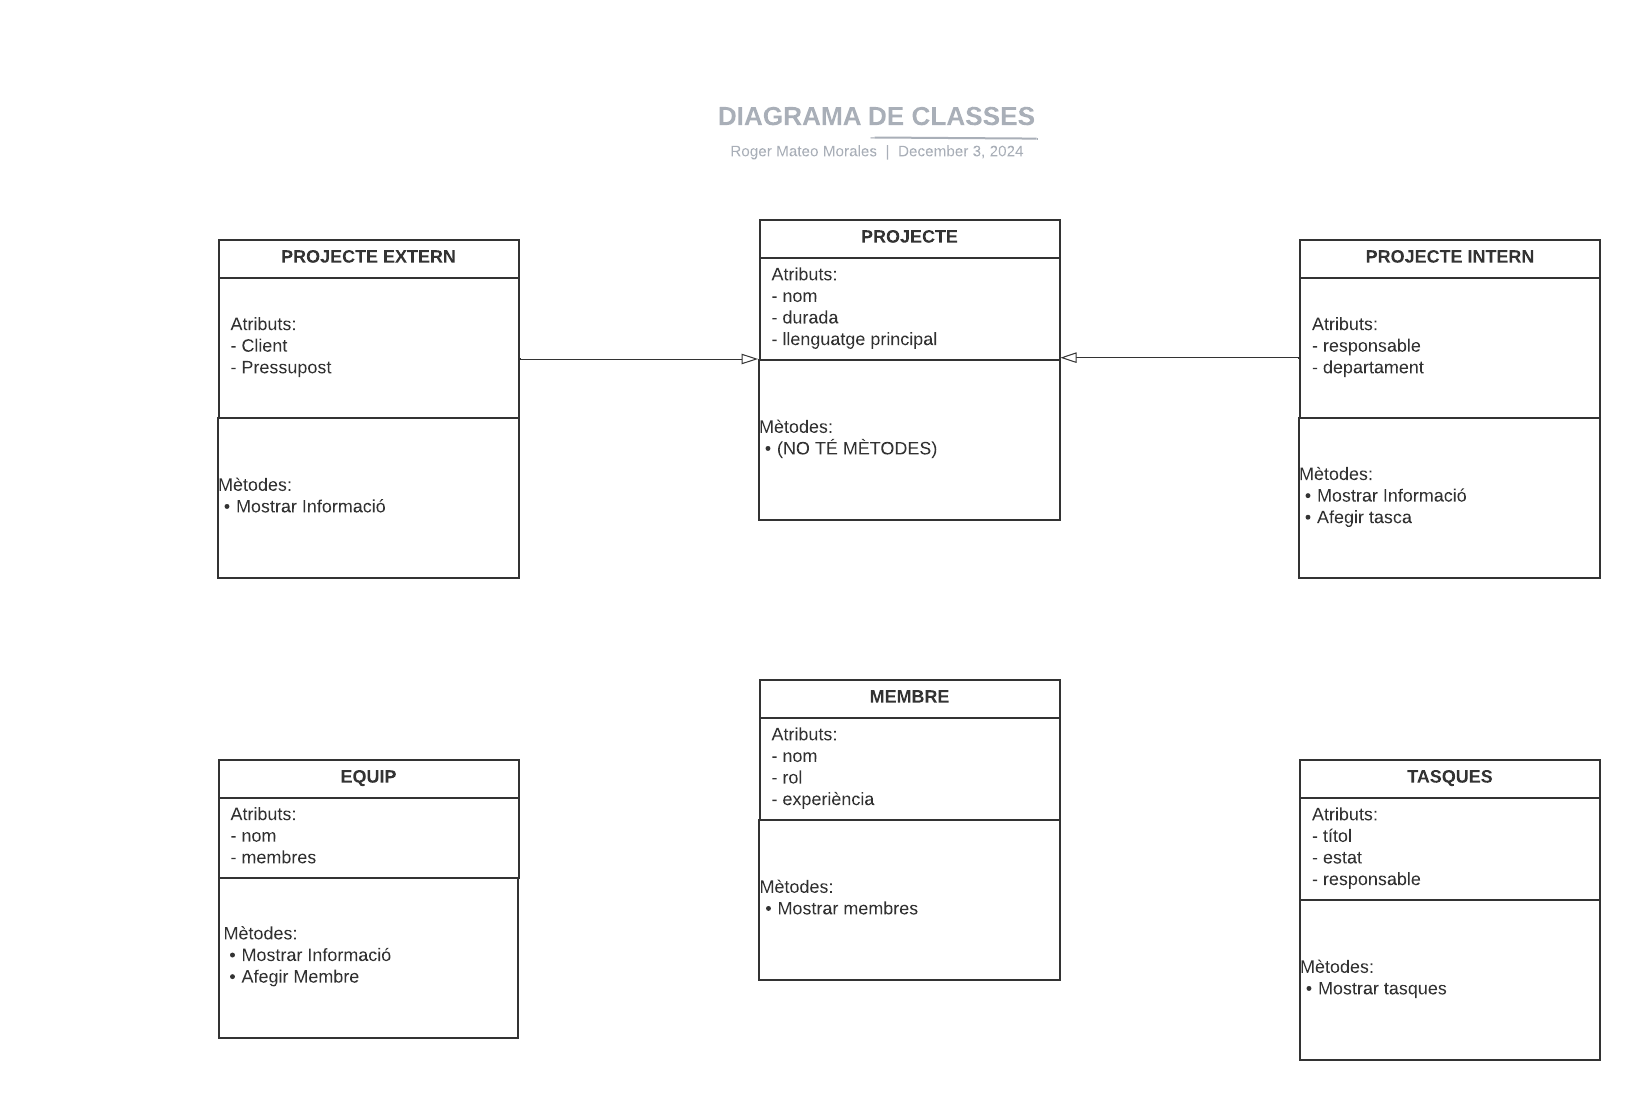 DIAGRAMA DE CLASSES
Roger Mateo Morales | December 3, 2024
PROJECTE EXTERN
Atributs:
- Client
- Pressupost
Mètodes:
• Mostrar Informació
PROJECTE
Atributs:
- nom
- durada
- llenguatge principal
Mètodes:
• (NO TÉ MÈTODES)
PROJECTE INTERN
Atributs:
- responsable
- departament
Mètodes:
• Mostrar Informació
• Afegir tasca
EQUIP
Atributs:
- nom
- membres
Mètodes:
• Mostrar Informació
• Afegir Membre
MEMBRE
Atributs:
- nom
- rol
- experiència
Mètodes:
• Mostrar membres
TASQUES
Atributs:
- títol
- estat
- responsable
Mètodes:
• Mostrar tasques